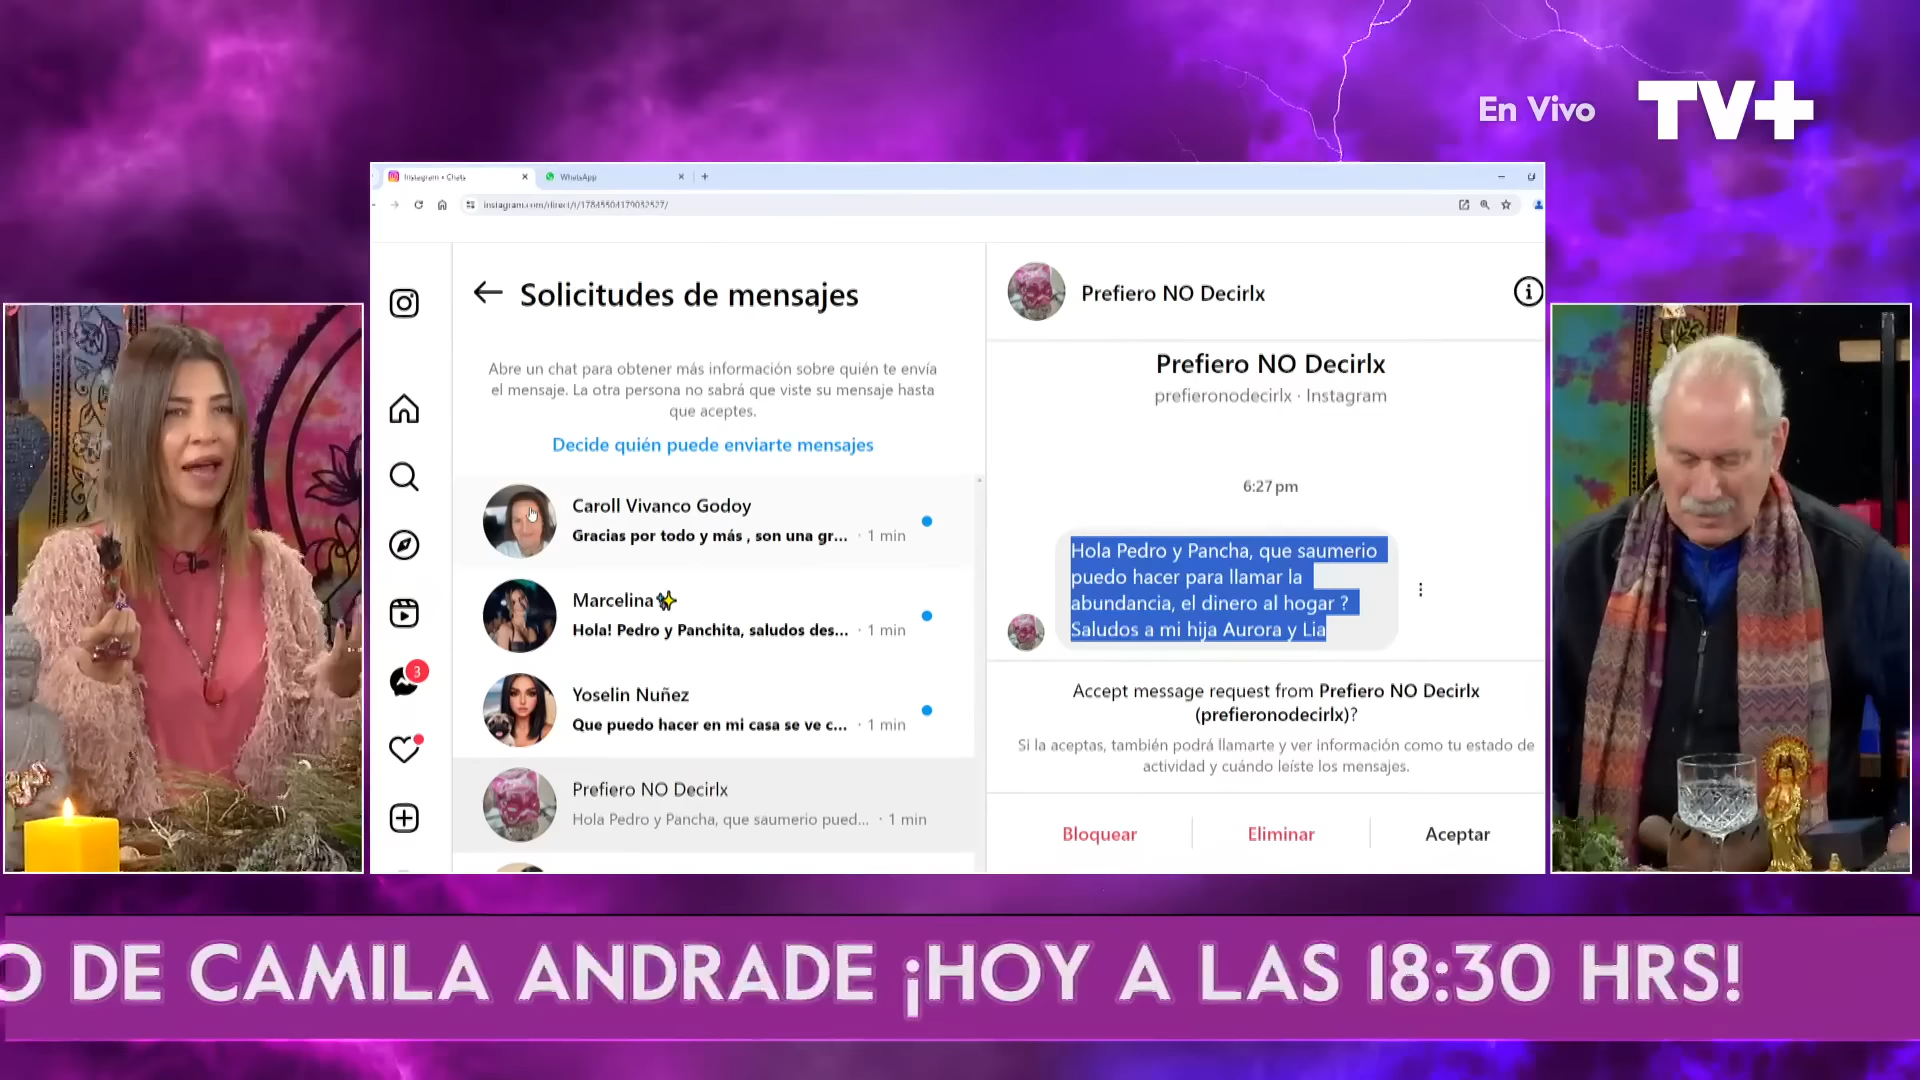 En Vivo TV+
Instagram • Chats
WhatsApp
instagram.com/direct/t/17845504179032527/
Solicitudes de mensajes
Abre un chat para obtener más información sobre quién te envía
el mensaje. La otra persona no sabrá que viste su mensaje hasta
que aceptes.
Decide quién puede enviarte mensajes
Caroll Vivanco Godoy
Gracias por todo y más , son una gr... · 1 min
Marcelina✨
Hola! Pedro y Panchita, saludos des... · 1 min
Yoselin Nuñez
Que puedo hacer en mi casa se ve c... · 1 min
Prefiero NO Decirlx
Hola Pedro y Pancha, que saumerio pued... · 1 min
3
Prefiero NO Decirlx
Prefiero NO Decirlx
prefieronodecirlx · Instagram
6:27 pm
Hola Pedro y Pancha, que saumerio
puedo hacer para llamar la
abundancia, el dinero al hogar ?
Saludos a mi hija Aurora y Lia
Accept message request from Prefiero NO Decirlx
(prefieronodecirlx)?
Si la aceptas, también podrá llamarte y ver información como tu estado de
actividad y cuándo leíste los mensajes.
Bloquear
Eliminar
Aceptar
O DE CAMILA ANDRADE ¡HOY A LAS 18:30 HRS!